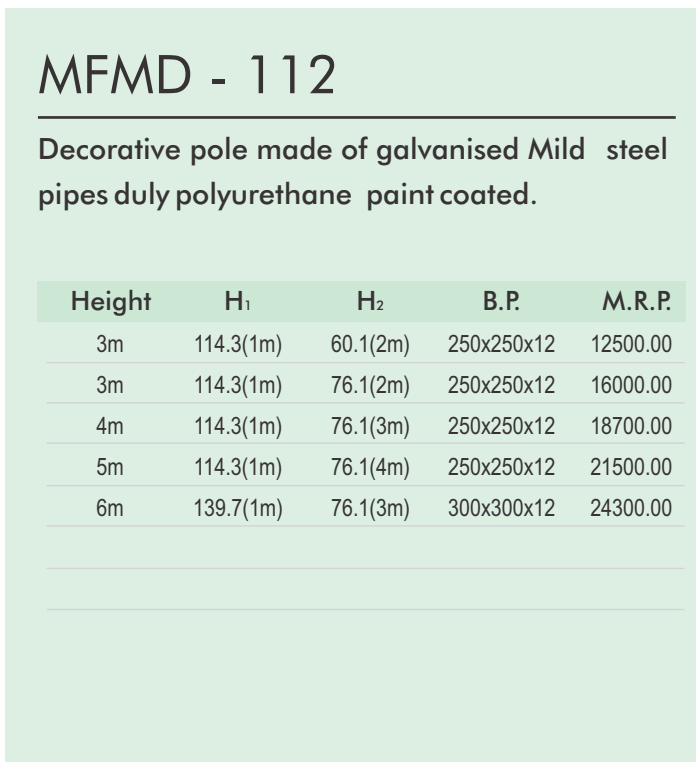 MFMD - 112
Decorative pole made of galvanised Mild steel
pipes duly polyurethane paint coated.
Height H₁ H₂ B.P. M.R.P.
3m 114.3(1m) 60.1(2m) 250x250x12 12500.00
3m 114.3(1m) 76.1(2m) 250x250x12 16000.00
4m 114.3(1m) 76.1(3m) 250x250x12 18700.00
5m 114.3(1m) 76.1(4m) 250x250x12 21500.00
6m 139.7(1m) 76.1(3m) 300x300x12 24300.00